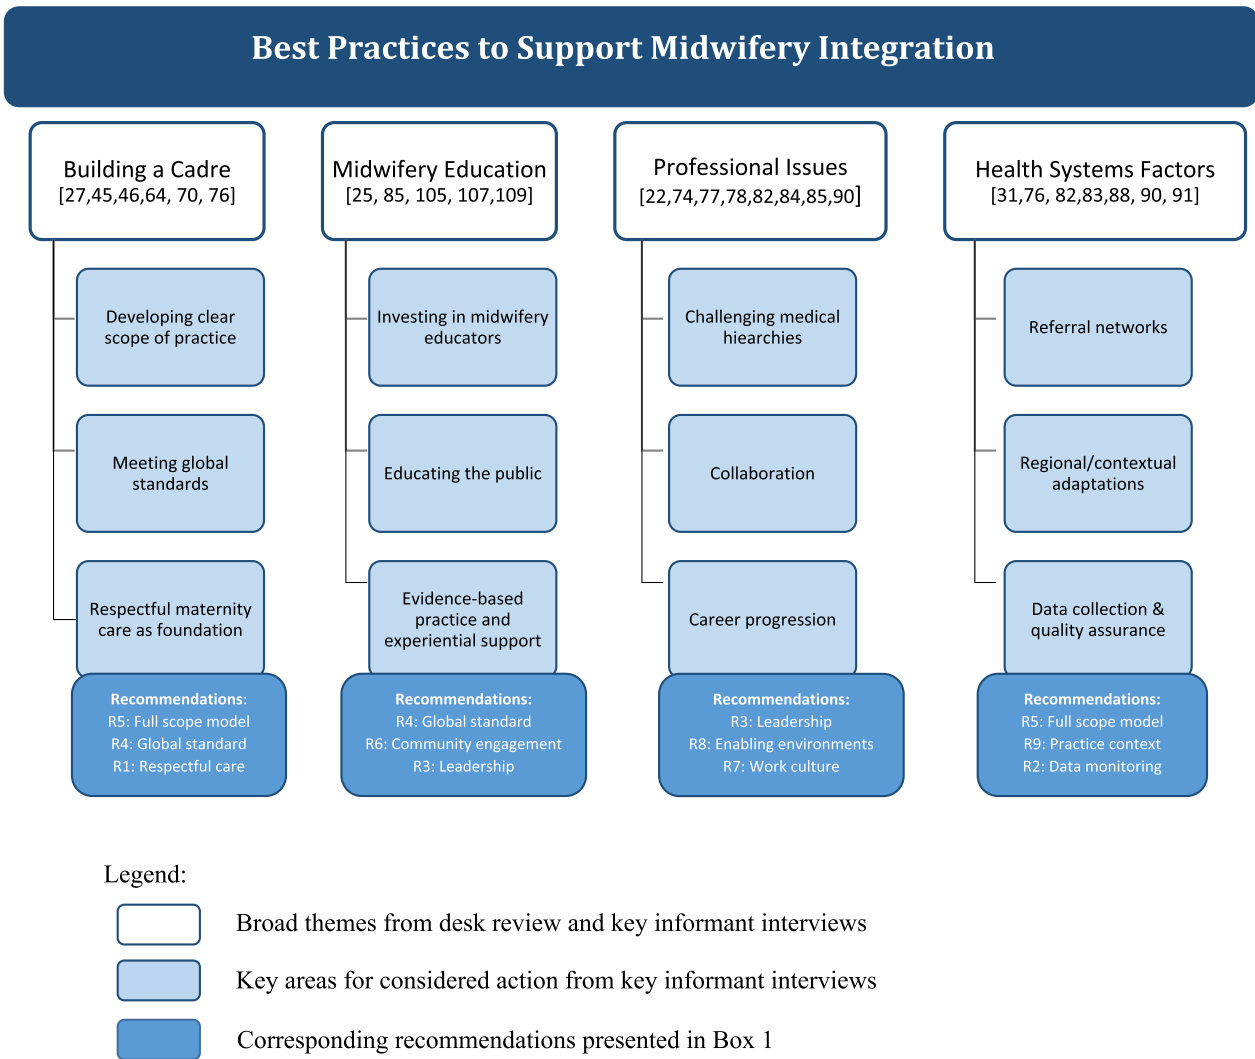 Best Practices to Support Midwifery Integration
Building a Cadre
[27,45,46,64, 70, 76]
Developing clear
scope of practice
Meeting global
standards
Respectful maternity
care as foundation
Recommendations:
R5: Full scope model
R4: Global standard
R1: Respectful care
Midwifery Education
[25, 85, 105, 107,109]
Investing in midwifery
educators
Educating the public
Evidence-based
practice and
experiential support
Recommendations:
R4: Global standard
R6: Community engagement
R3: Leadership
Professional Issues
[22,74,77,78,82,84,85,90]
Challenging medical
hiearchies
Collaboration
Career progression
Recommendations:
R3: Leadership
R8: Enabling environments
R7: Work culture
Health Systems Factors
[31,76, 82,83,88, 90, 91]
Referral networks
Regional/contextual
adaptations
Data collection &
quality assurance
Recommendations:
R5: Full scope model
R9: Practice context
R2: Data monitoring
Legend:
Broad themes from desk review and key informant interviews
Key areas for considered action from key informant interviews
Corresponding recommendations presented in Box 1